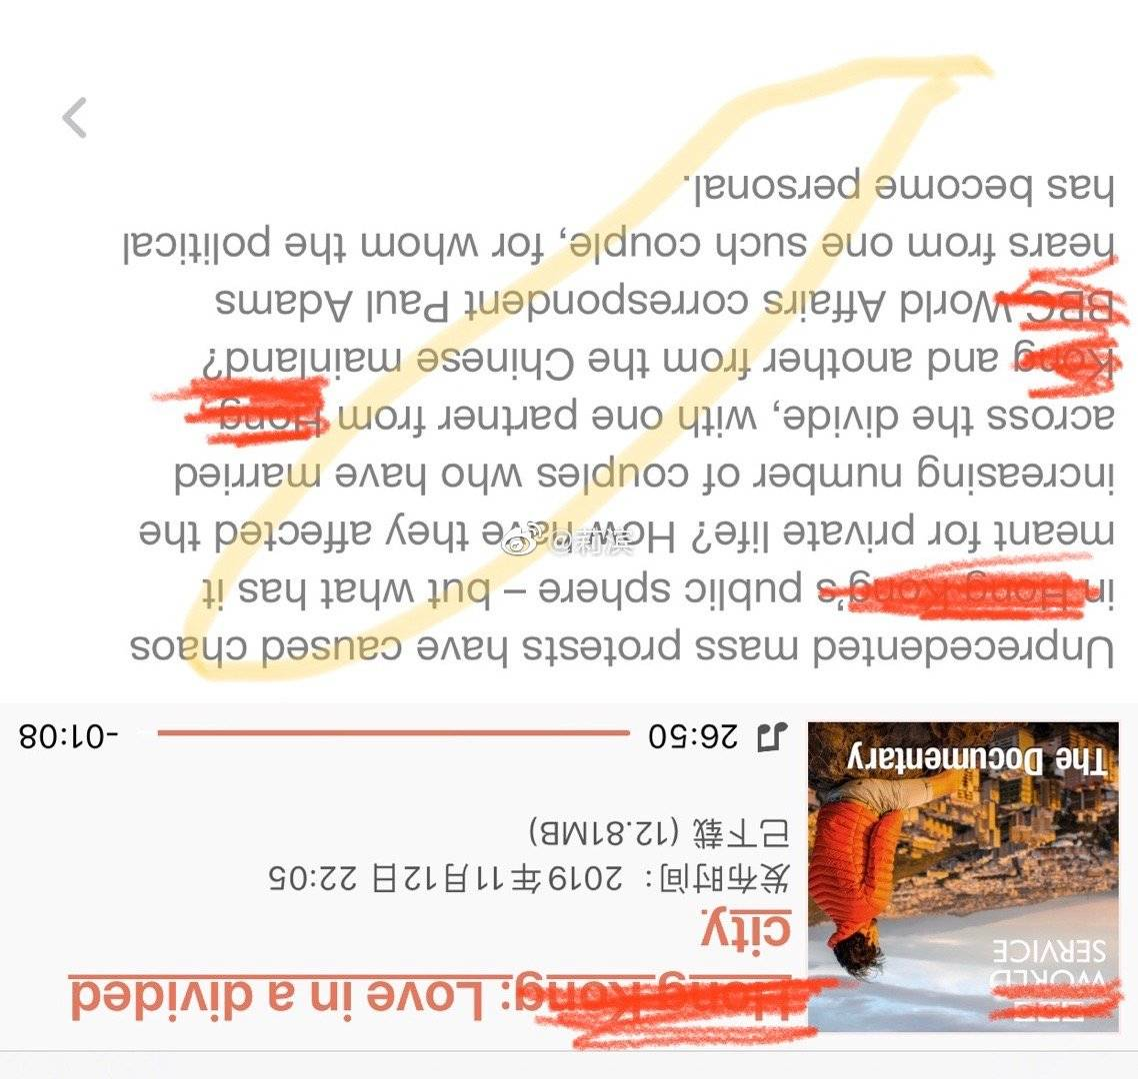 Hong Kong: Love in a divided
city
发布时间：2019年11月12日 22:05
已下载 (12.81MB)
BBC
WORLD
SERVICE
The Documentary
26:50
-01:08
Unprecedented mass protests have caused chaos
in Hong Kong's public sphere – but what has it
meant for private life? How have they affected the
increasing number of couples who have married
across the divide, with one partner from Hong
Kong and another from the Chinese mainland?
BBC World Affairs correspondent Paul Adams
hears from one such couple, for whom the political
has become personal.
@莉滨